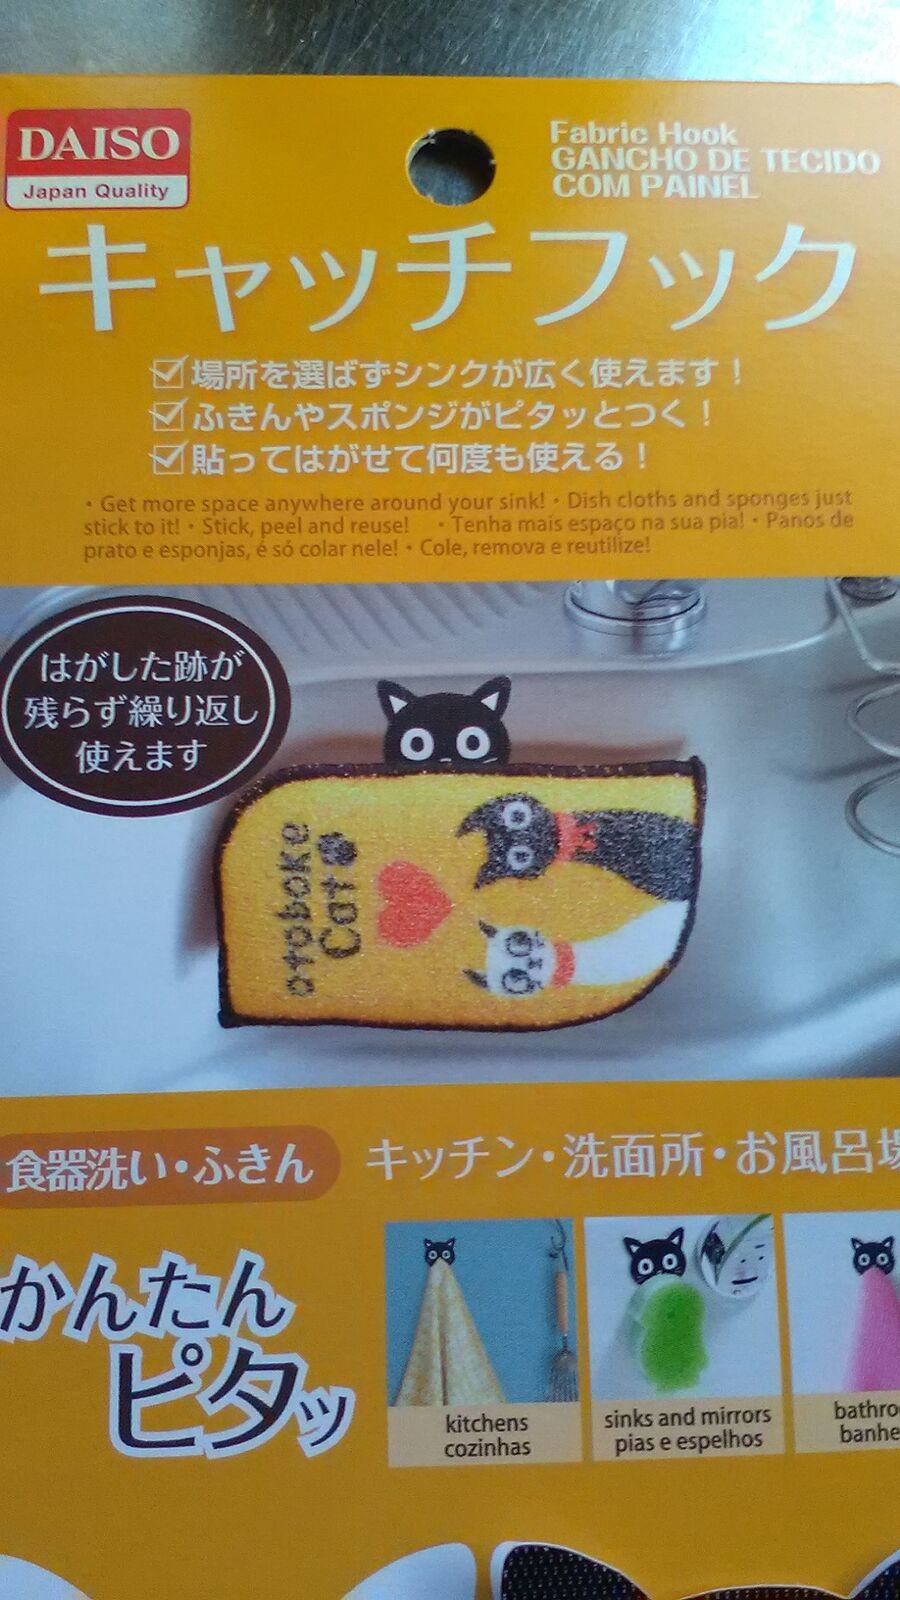 DAISO
Japan Quality
Fabric Hook
GANCHO DE TECIDO
COM PAINEL
キャッチフック
場所を選ばずシンクが広く使えます！
ふきんやスポンジがピタッとつく！
貼ってはがせて何度も使える！
・Get more space anywhere around your sink!・Dish cloths and sponges just
stick to it!・Stick, peel and reuse! ・Tenha mais espaço na sua pia!・Panos de
prato e esponjas, é só colar nele!・Cole, remova e reutilize!
はがした跡が
残らず繰り返し
使えます
otoboke
Cat
食器洗い・ふきん
キッチン・洗面所・お風呂場
かんたん
ピタッ
kitchens
cozinhas
sinks and mirrors
pias e espelhos
bathro
banhe